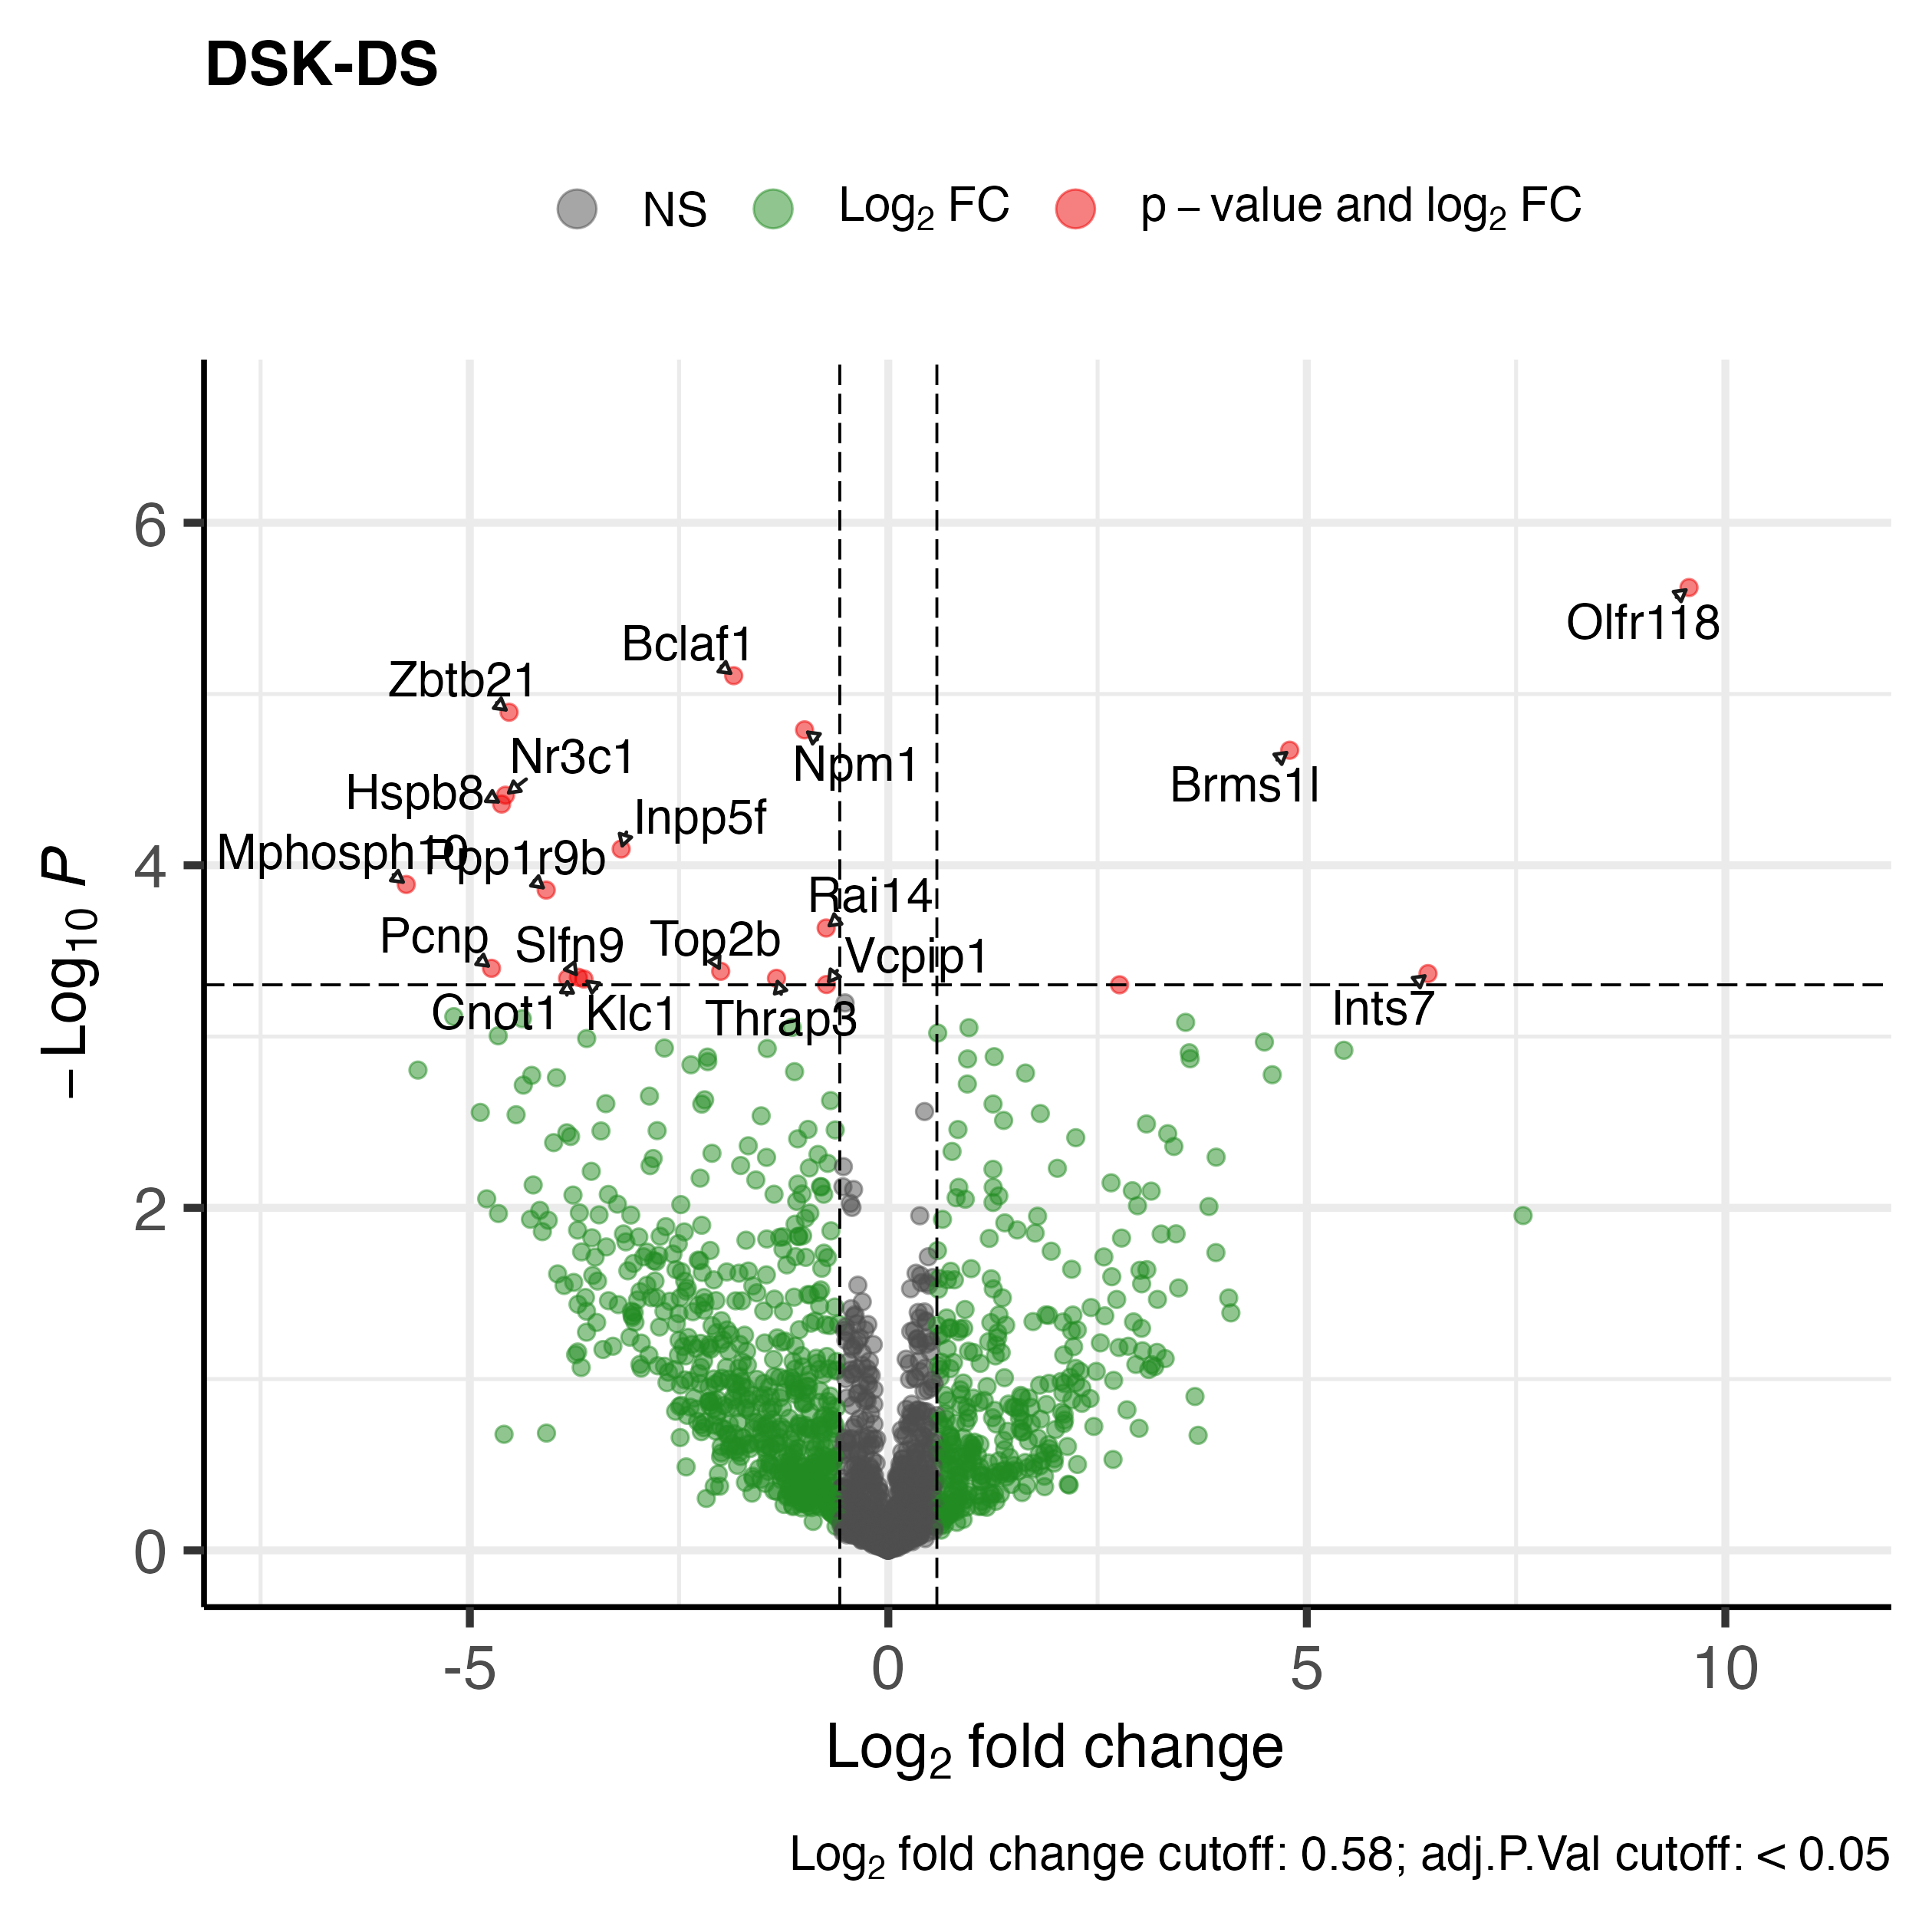 DSK-DS
NS
Log₂ FC
p – value and log₂ FC
–Log₁₀ P
6
4
2
0
Olfr118
Bclaf1
Zbtb21
Npm1
Nr3c1
Brms1l
Hspb8
Inpp5f
Mphosph10
Ppp1r9b
Rai14
Pcnp
Slfn9
Top2b
Vcpip1
Cnot1
Klc1
Thrap3
Ints7
-5
0
5
10
Log₂ fold change
Log₂ fold change cutoff: 0.58; adj.P.Val cutoff: < 0.05